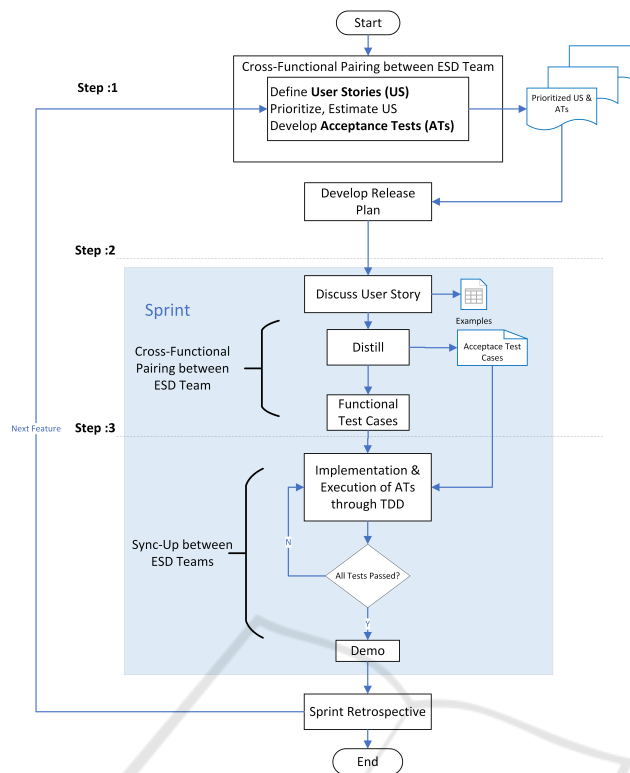 Start
Cross-Functional Pairing between ESD Team
Step :1
Define User Stories (US)
Prioritize, Estimate US
Develop Acceptance Tests (ATs)
Prioritized US &
ATs
Develop Release
Plan
Step :2
Discuss User Story
Sprint
Examples
Cross-Functional
Pairing between
ESD Team
Distill
Acceptace Test
Cases
Functional
Test Cases
Next Feature
Step :3
Implementation &
Execution of ATs
through TDD
Sync-Up between
ESD Teams
N
All Tests Passed?
Y
Demo
Sprint Retrospective
End